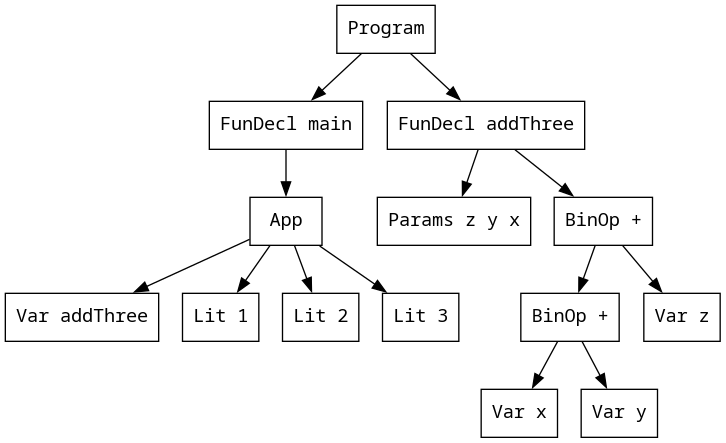 Program
FunDecl main
FunDecl addThree
App
Params z y x
BinOp +
Var addThree
Lit 1
Lit 2
Lit 3
BinOp +
Var z
Var x
Var y